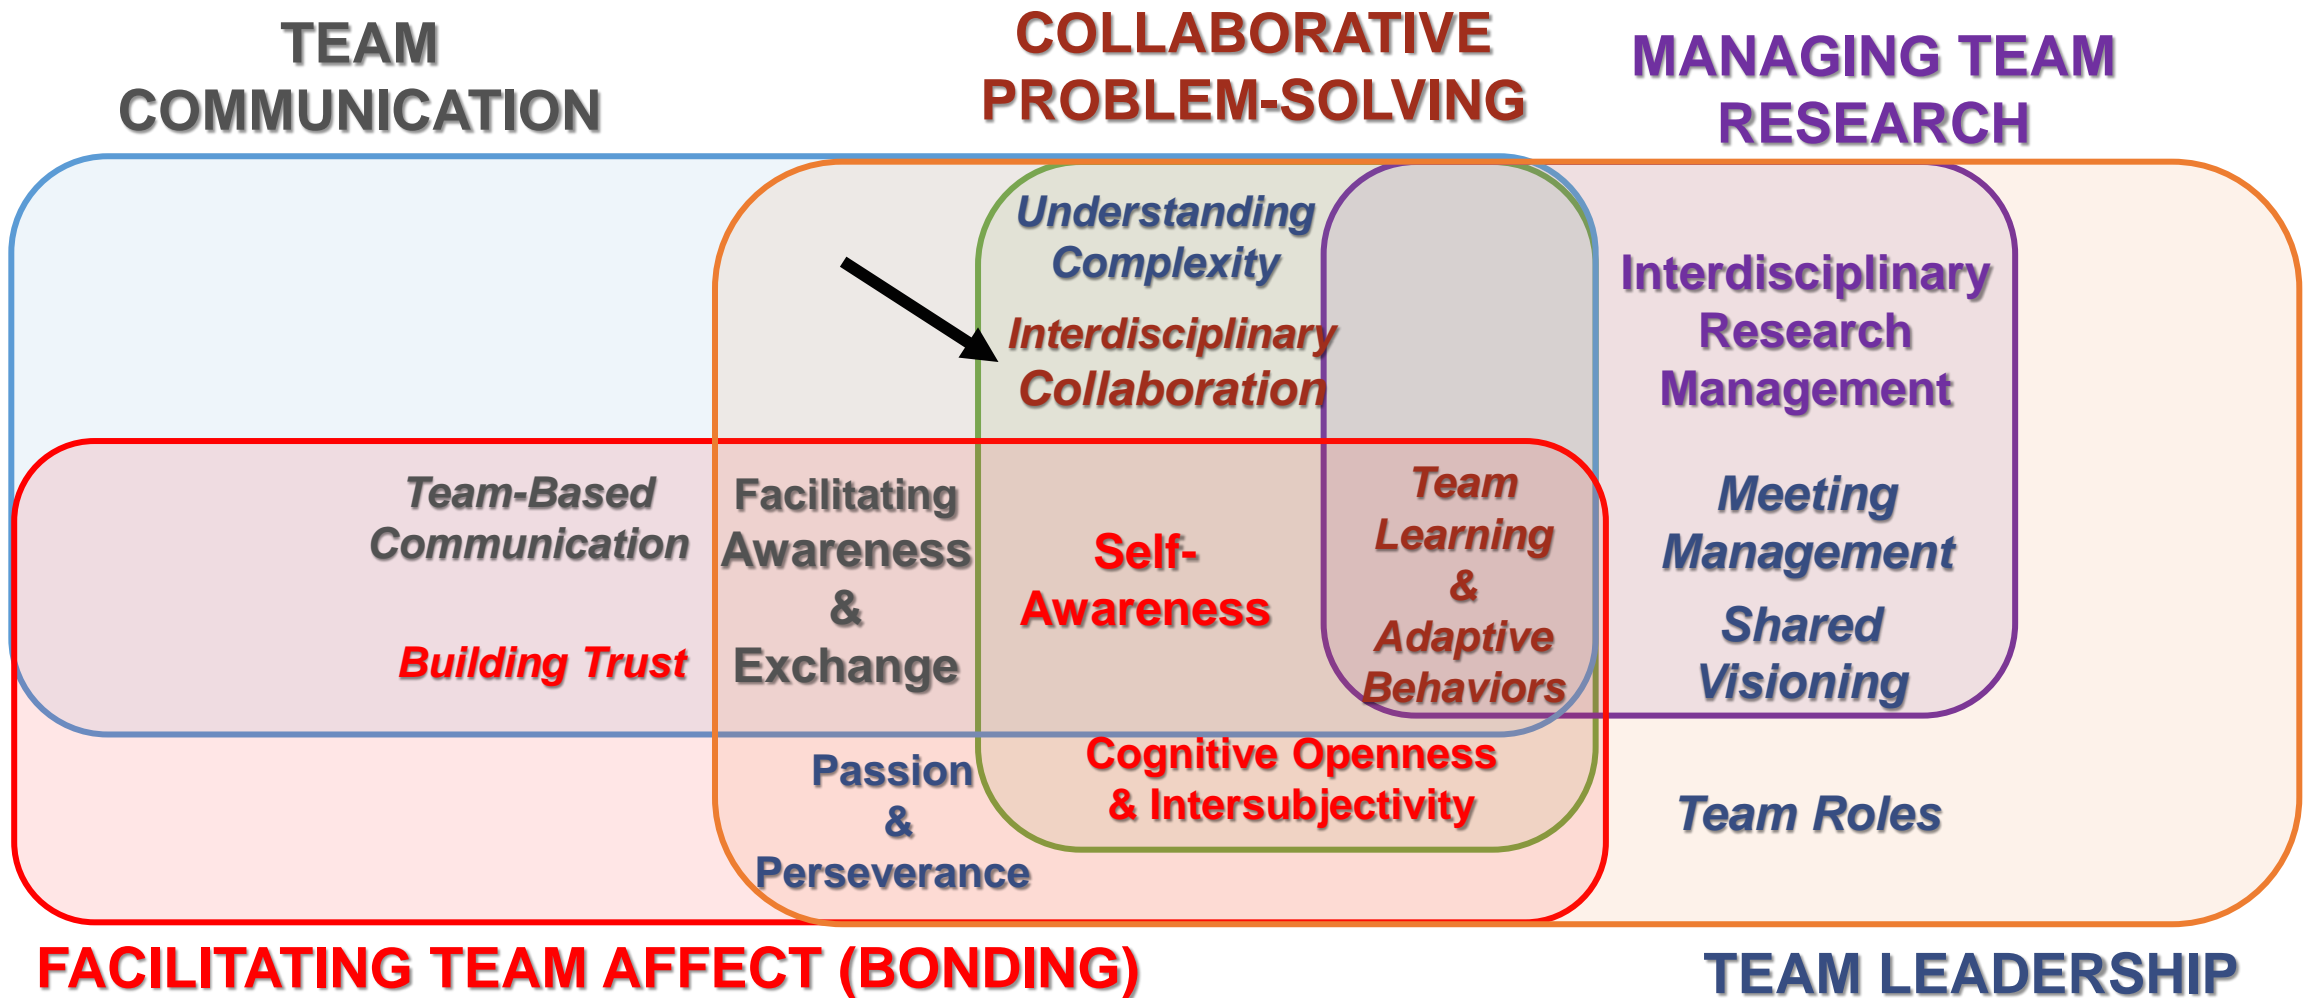 TEAM
COMMUNICATION
COLLABORATIVE
PROBLEM-SOLVING
MANAGING TEAM
RESEARCH
Understanding
Complexity
Interdisciplinary
Collaboration
Interdisciplinary
Research
Management
Team-Based
Communication
Building Trust
Facilitating
Awareness
&
Exchange
Self-
Awareness
Team
Learning
&
Adaptive
Behaviors
Meeting
Management
Shared
Visioning
Passion
&
Perseverance
Cognitive Openness
& Intersubjectivity
Team Roles
FACILITATING TEAM AFFECT (BONDING)
TEAM LEADERSHIP